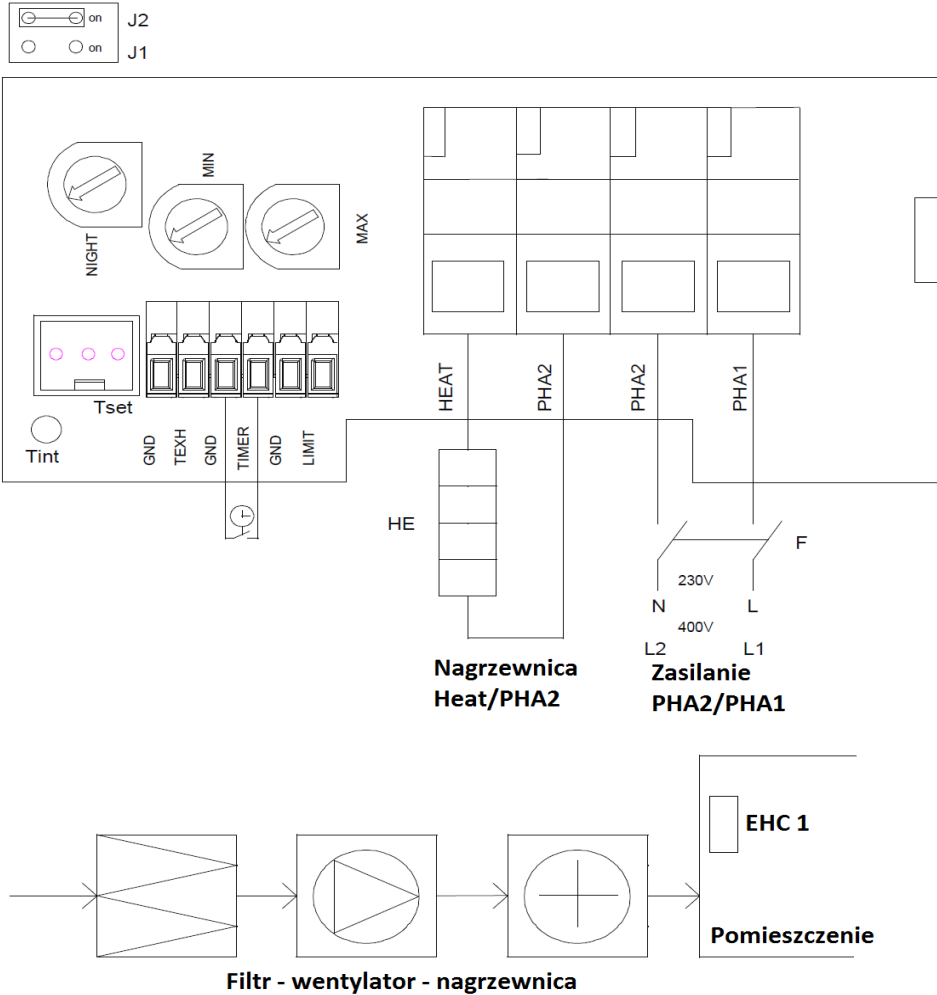 on J2
on J1
MIN
MAX
NIGHT
Tset
Tint
GND
TEXH
GND
TIMER
GND
LIMIT
HEAT
PHA2
PHA2
PHA1
HE
F
230V
N L
400V
L2 L1
Nagrzewnica
Heat/PHA2
Zasilanie
PHA2/PHA1
EHC 1
Pomieszczenie
Filtr - wentylator - nagrzewnica